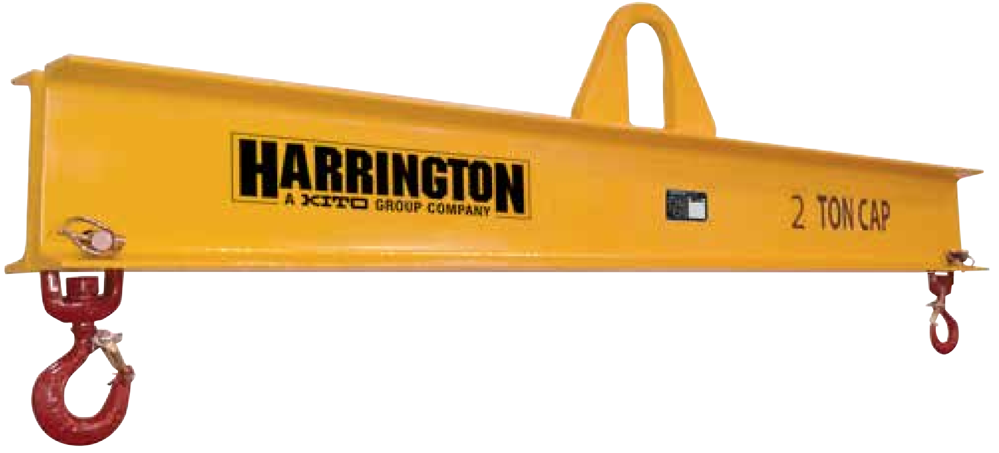 HARRINGTON
A KITO GROUP COMPANY
2 TON CAP